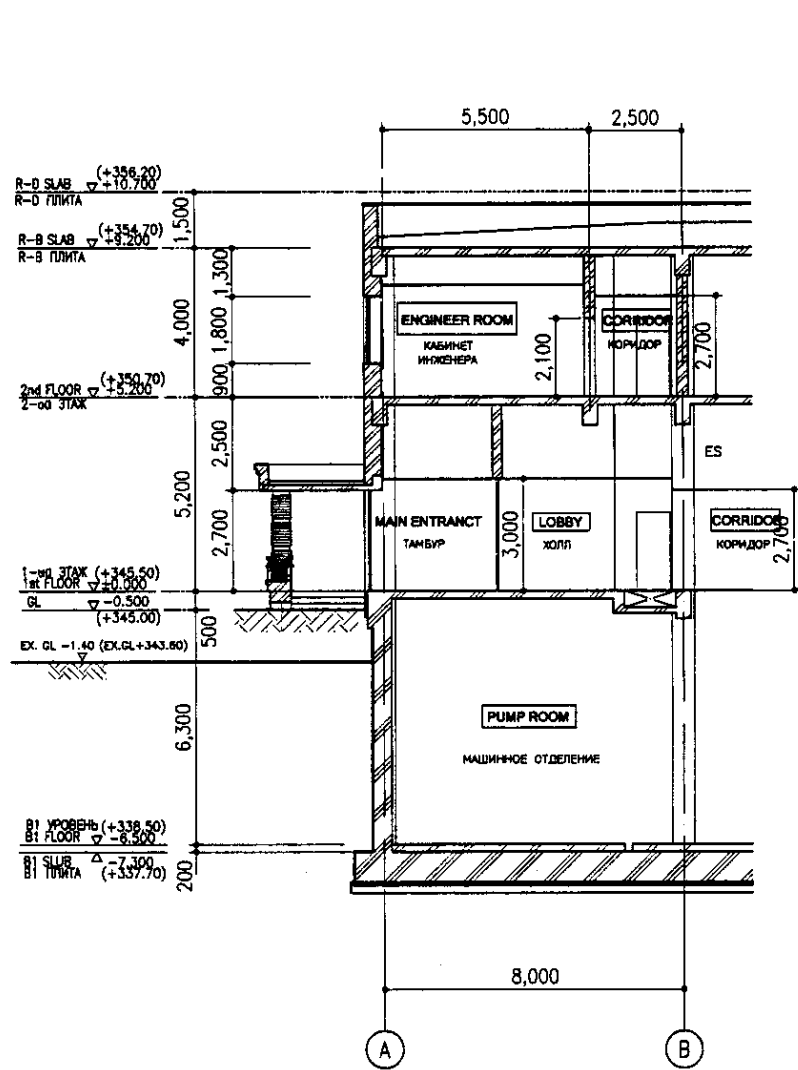 5,500
2,500
(+356.20)
R-D SLAB +10.700
R-D ПЛИТА
1,500
(+354.70)
R-B SLAB +9.200
R-B ПЛИТА
1,300
4,000
1,800
ENGINEER ROOM
КАБИНЕТ
ИНЖЕНЕРА
2,100
CORRIDOR
КОРИДОР
2,700
900
(+350.70)
2nd FLOOR +5.200
2-ой ЭТАЖ
2,500
ES
5,200
2,700
MAIN ENTRANCT
ТАМБУР
3,000
LOBBY
ХОЛЛ
CORRIDOR
КОРИДОР
2,700
1-ый ЭТАЖ (+345.50)
1st FLOOR ±0.000
GL -0.500
(+345.00)
500
EX. GL -1.40 (EX.GL+343.60)
6,300
PUMP ROOM
МАШИННОЕ ОТДЕЛЕНИЕ
B1 УРОВЕНЬ (+338.50)
B1 FLOOR -6.500
B1 SLUB -7.300
B1 ПЛИТА (+337.70)
200
8,000
A
B